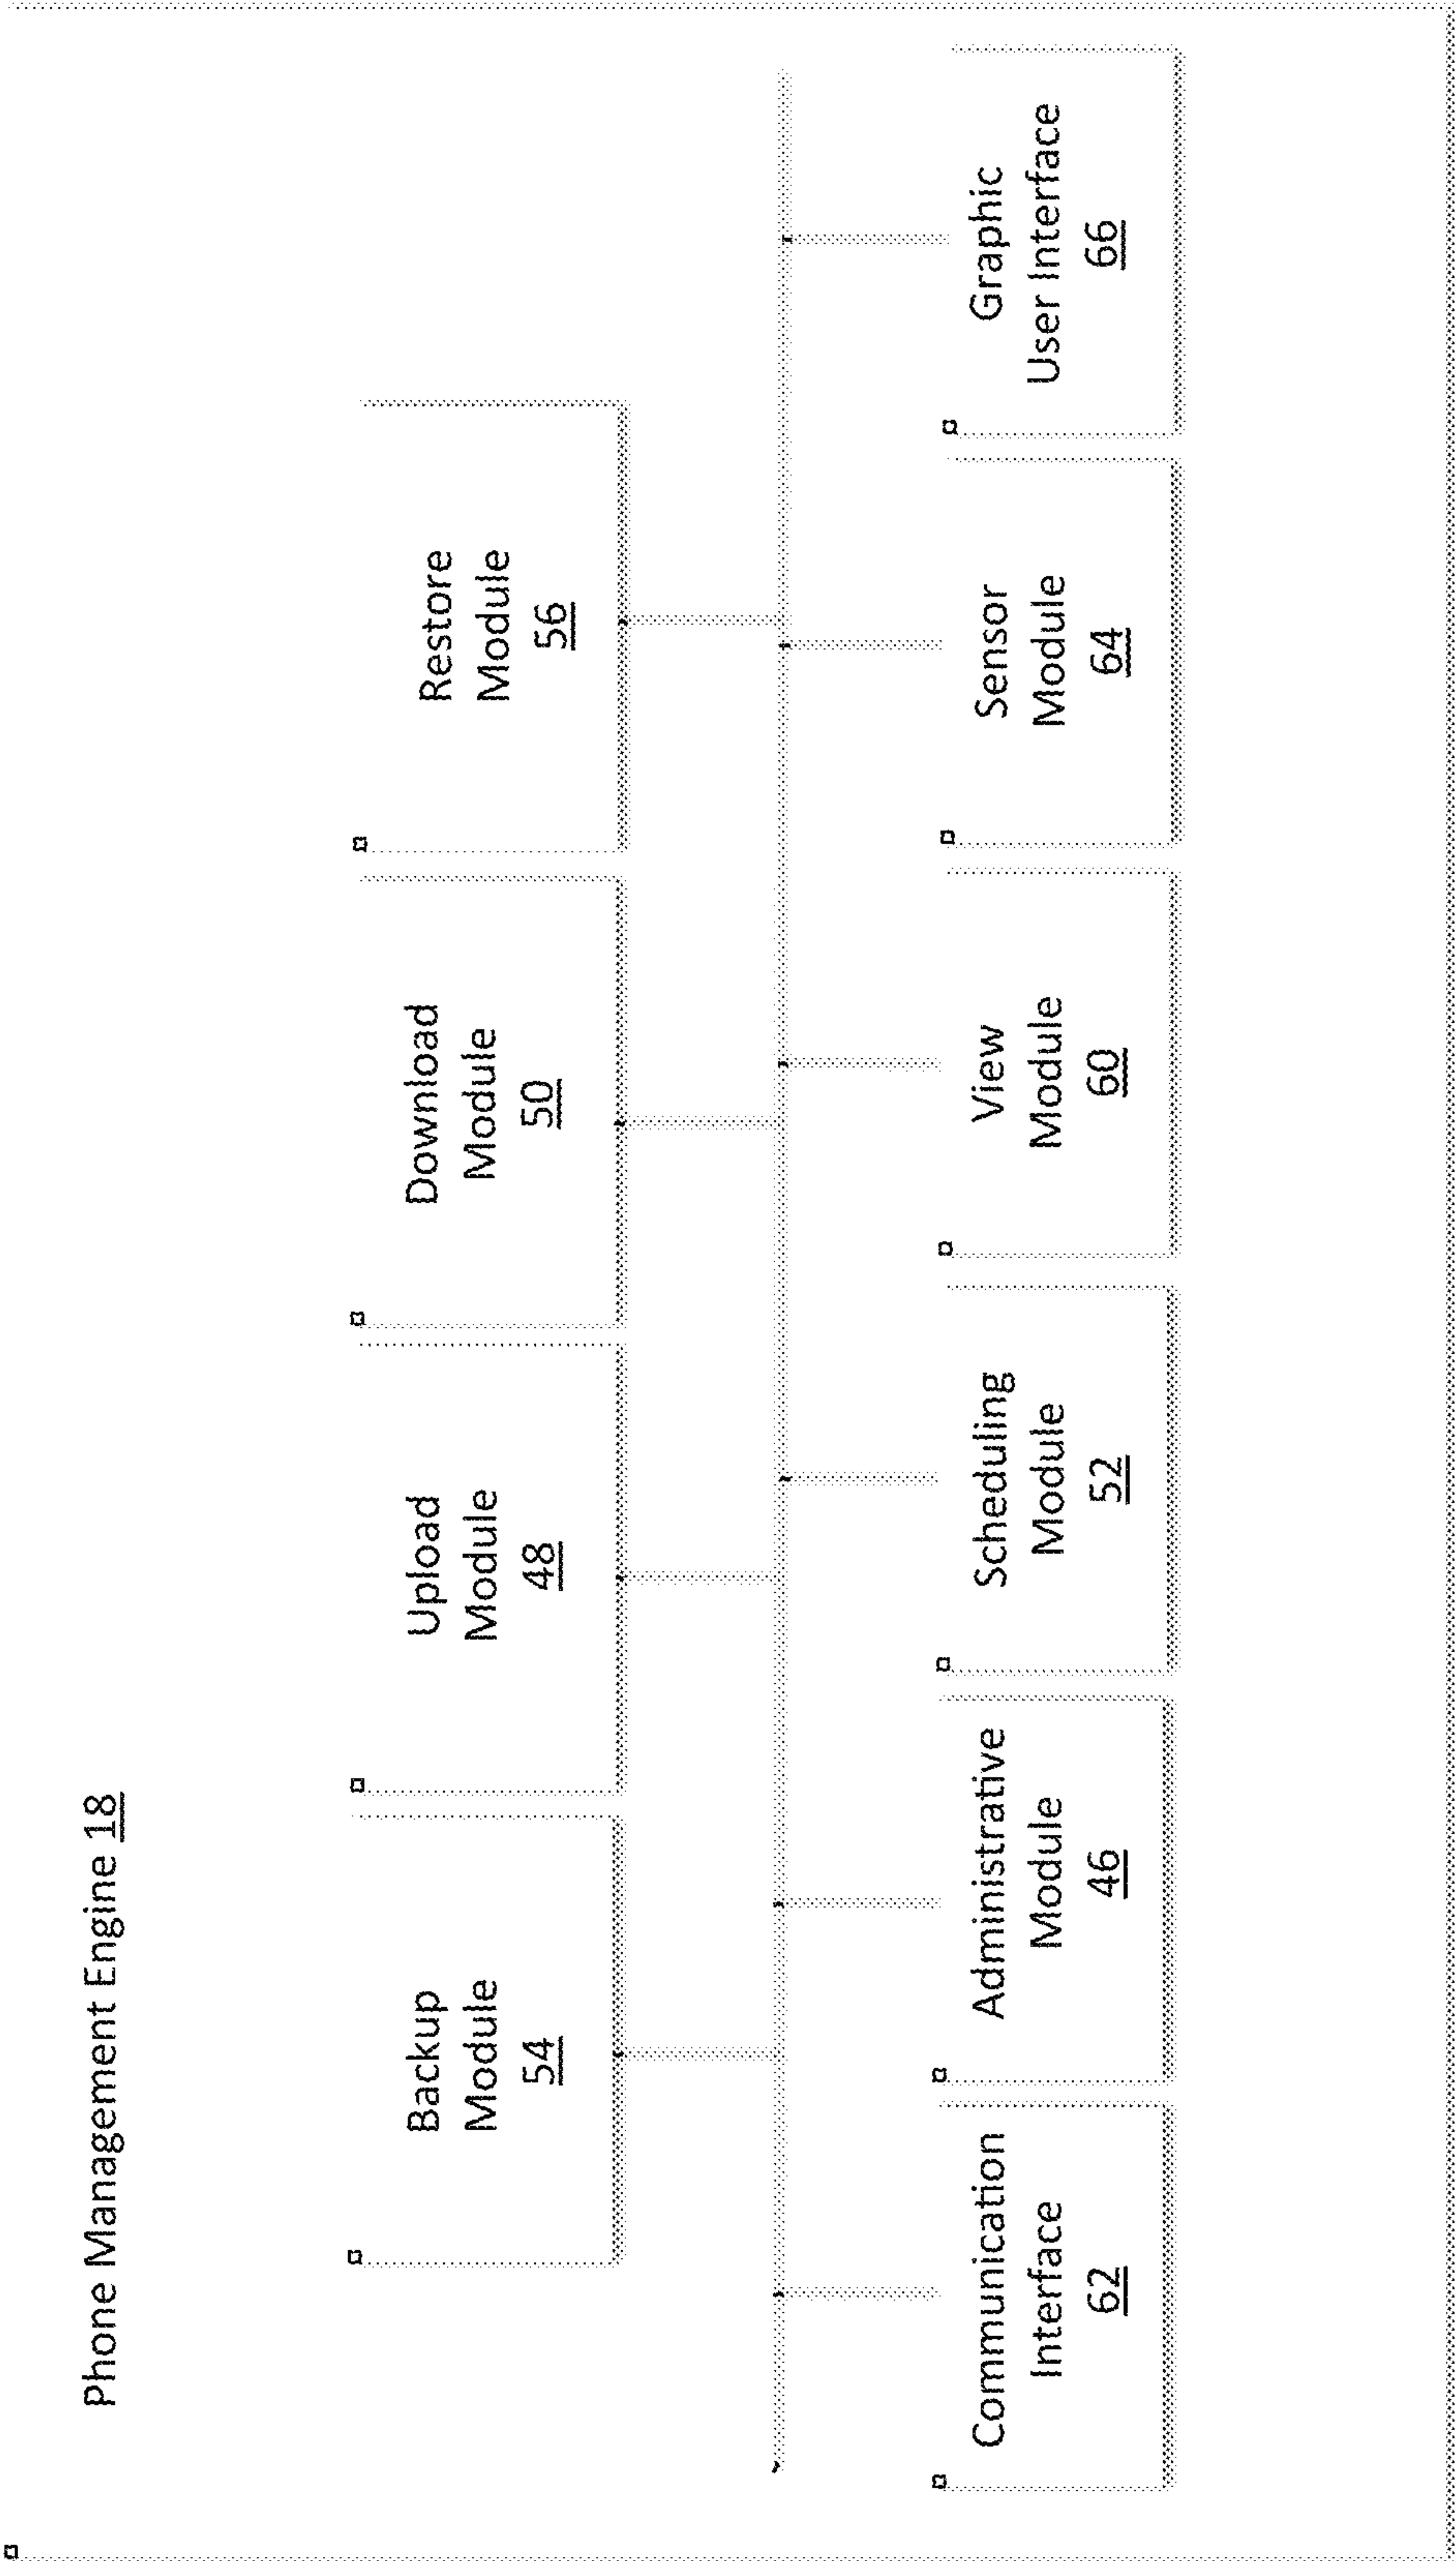 Phone Management Engine 18
Backup
Module
54
Upload
Module
48
Download
Module
50
Restore
Module
56
Communication
Interface
62
Administrative
Module
46
Scheduling
Module
52
View
Module
60
Sensor
Module
64
Graphic
User Interface
66